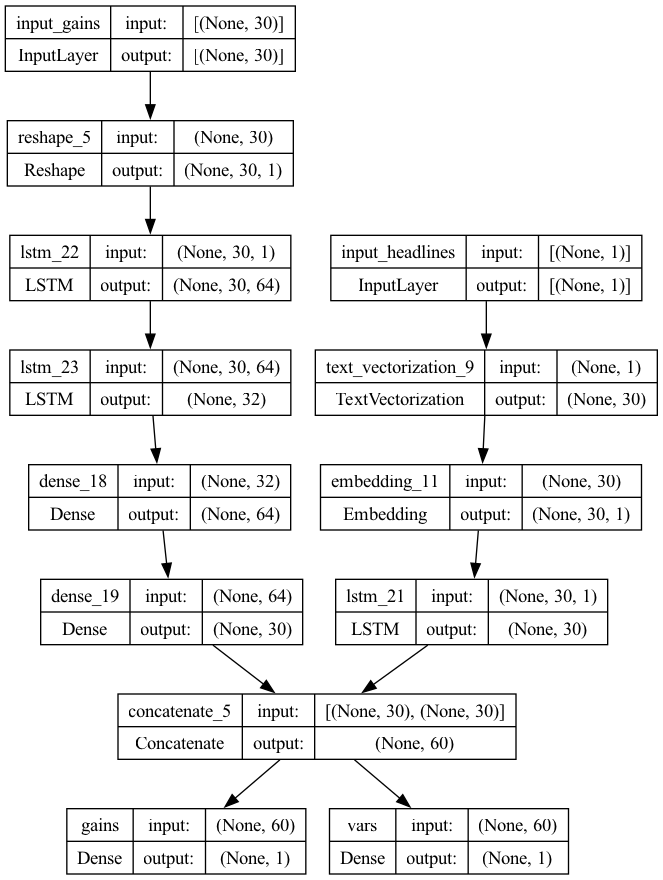 input_gains input: [(None, 30)]
InputLayer output: [(None, 30)]
reshape_5 input: (None, 30)
Reshape output: (None, 30, 1)
lstm_22 input: (None, 30, 1)
LSTM output: (None, 30, 64)
input_headlines input: [(None, 1)]
InputLayer output: [(None, 1)]
lstm_23 input: (None, 30, 64)
LSTM output: (None, 32)
text_vectorization_9 input: (None, 1)
TextVectorization output: (None, 30)
dense_18 input: (None, 32)
Dense output: (None, 64)
embedding_11 input: (None, 30)
Embedding output: (None, 30, 1)
dense_19 input: (None, 64)
Dense output: (None, 30)
lstm_21 input: (None, 30, 1)
LSTM output: (None, 30)
concatenate_5 input: [(None, 30), (None, 30)]
Concatenate output: (None, 60)
gains input: (None, 60)
Dense output: (None, 1)
vars input: (None, 60)
Dense output: (None, 1)